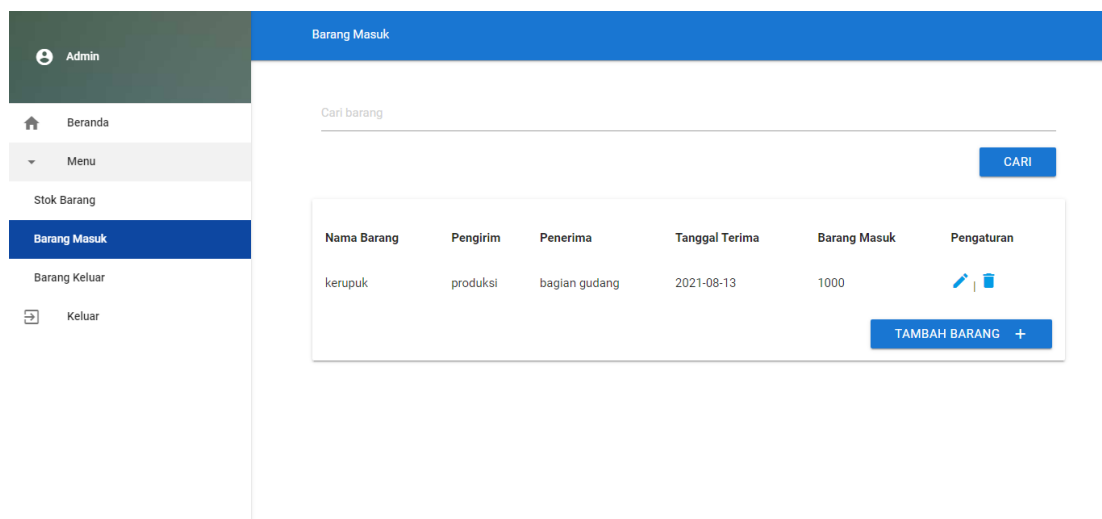 Admin
Beranda
Menu
Stok Barang
Barang Masuk
Barang Keluar
Keluar
Barang Masuk
Cari barang
CARI
Nama Barang Pengirim Penerima Tanggal Terima Barang Masuk Pengaturan
kerupuk produksi bagian gudang 2021-08-13 1000 |
TAMBAH BARANG +